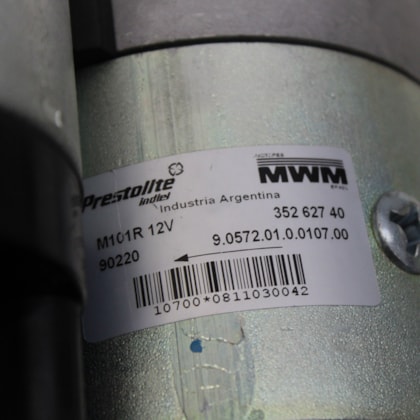 Prestolite
indiel
Industria Argentina
MOTORES
MWM
M101R 12V
352 627 40
90220
9.0572.01.0.0107.00
10700*0811030042